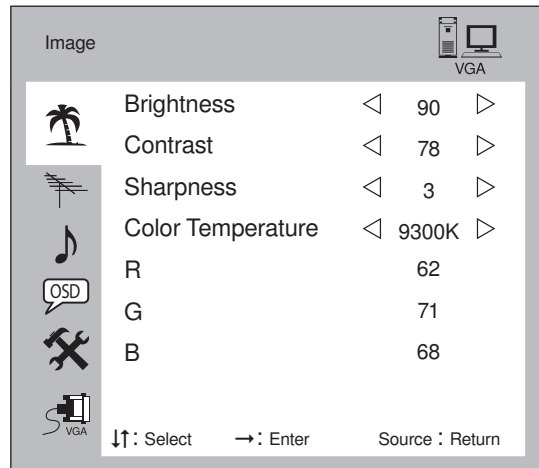 Image
VGA
Brightness ◁ 90 ▷
Contrast ◁ 78 ▷
Sharpness ◁ 3 ▷
Color Temperature ◁ 9300K ▷
R 62
G 71
B 68
OSD
VGA
↓↑: Select →: Enter Source : Return